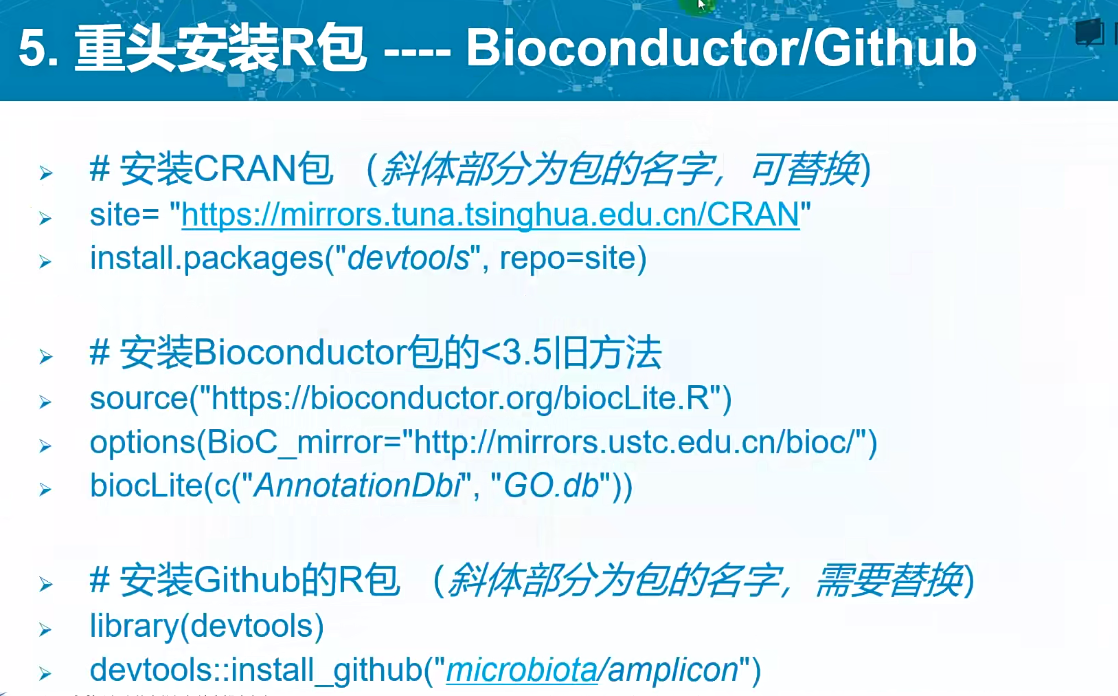 5. 重头安装R包 ---- Bioconductor/Github
# 安装CRAN包 （斜体部分为包的名字，可替换)
site= "https://mirrors.tuna.tsinghua.edu.cn/CRAN"
install.packages("devtools", repo=site)
# 安装Bioconductor包的<3.5旧方法
source("https://bioconductor.org/biocLite.R")
options(BioC_mirror="http://mirrors.ustc.edu.cn/bioc/")
biocLite(c("AnnotationDbi", "GO.db"))
# 安装Github的R包 （斜体部分为包的名字，需要替换)
library(devtools)
devtools::install_github("microbiota/amplicon")